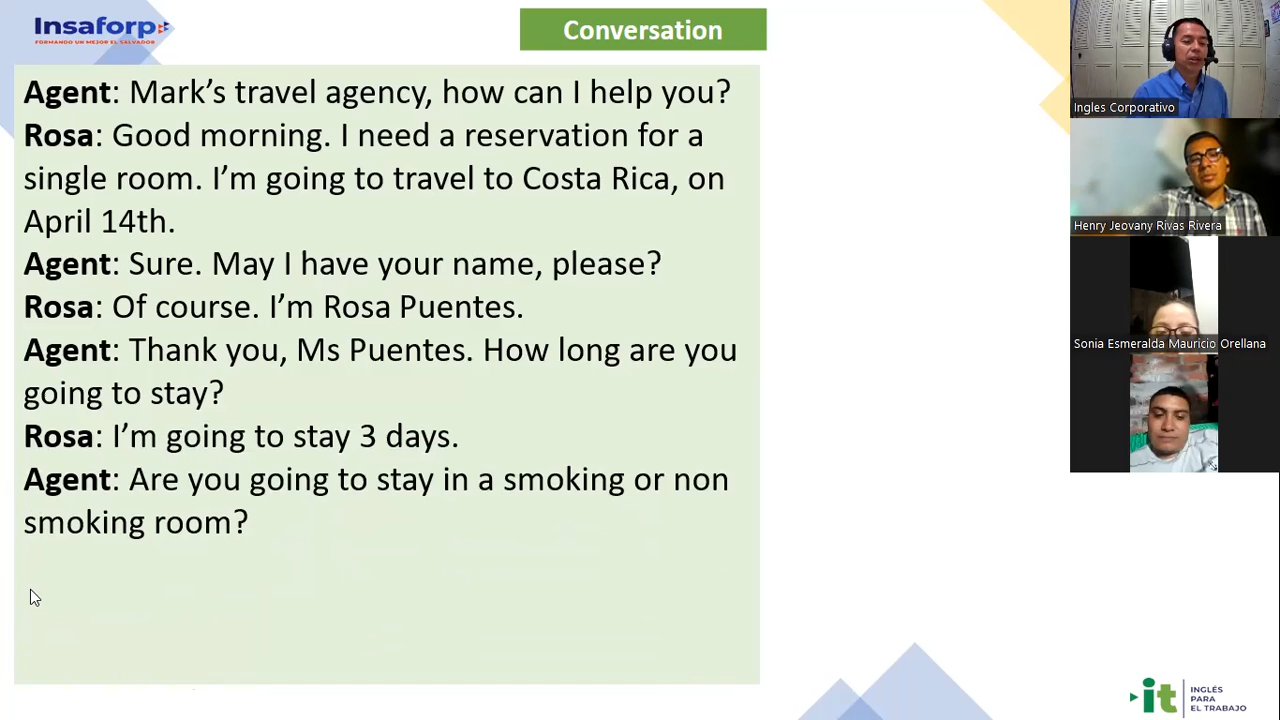 Insaforp
FORMANDO UN MEJOR EL SALVADOR
Conversation
Agent: Mark’s travel agency, how can I help you?
Rosa: Good morning. I need a reservation for a
single room. I’m going to travel to Costa Rica, on
April 14th.
Agent: Sure. May I have your name, please?
Rosa: Of course. I’m Rosa Puentes.
Agent: Thank you, Ms Puentes. How long are you
going to stay?
Rosa: I’m going to stay 3 days.
Agent: Are you going to stay in a smoking or non
smoking room?
Ingles Corporativo
Henry Jeovany Rivas Rivera
Sonia Esmeralda Mauricio Orellana
it
INGLÉS
PARA
EL TRABAJO